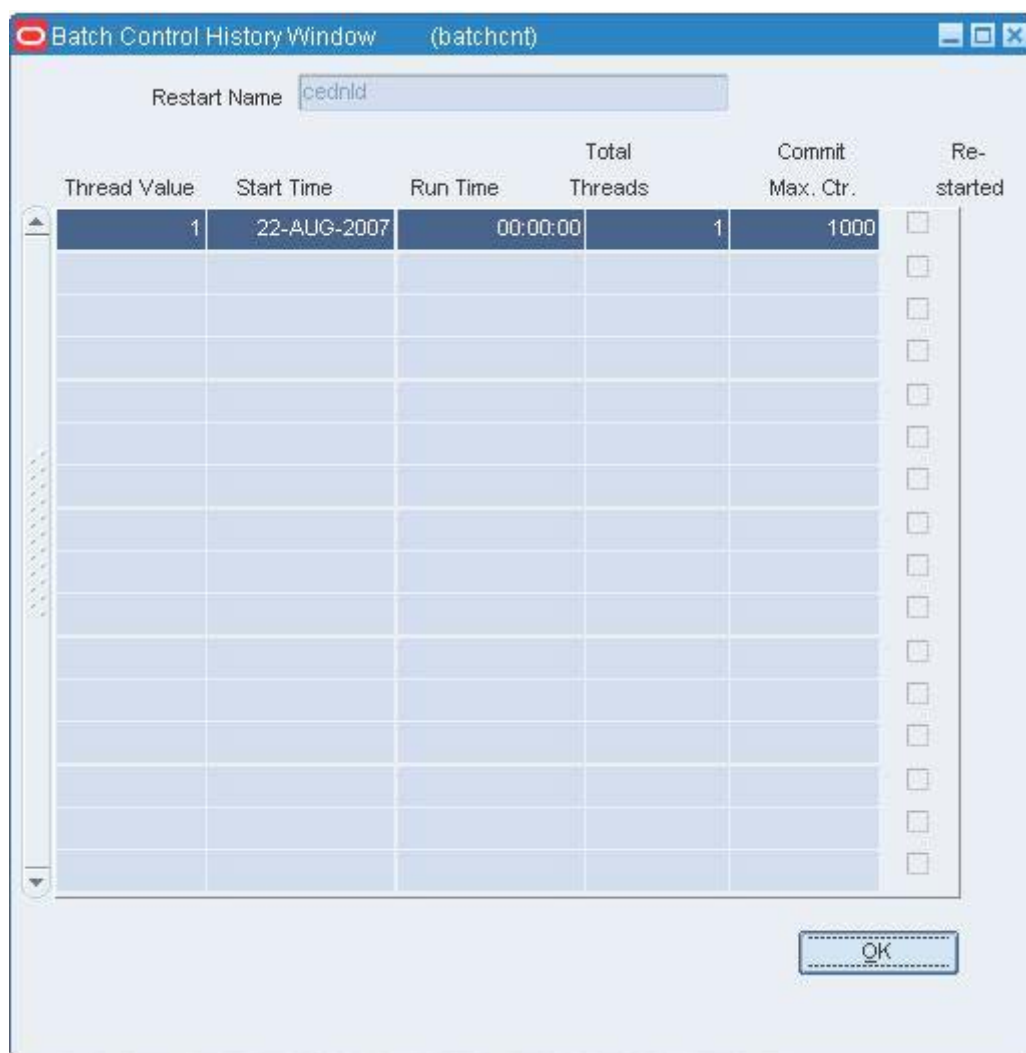 Batch Control History Window (batchcnt)
Restart Name cednld
Total Commit Re-
Thread Value Start Time Run Time Threads Max. Ctr. started
1 22-AUG-2007 00:00:00 1 1000
OK